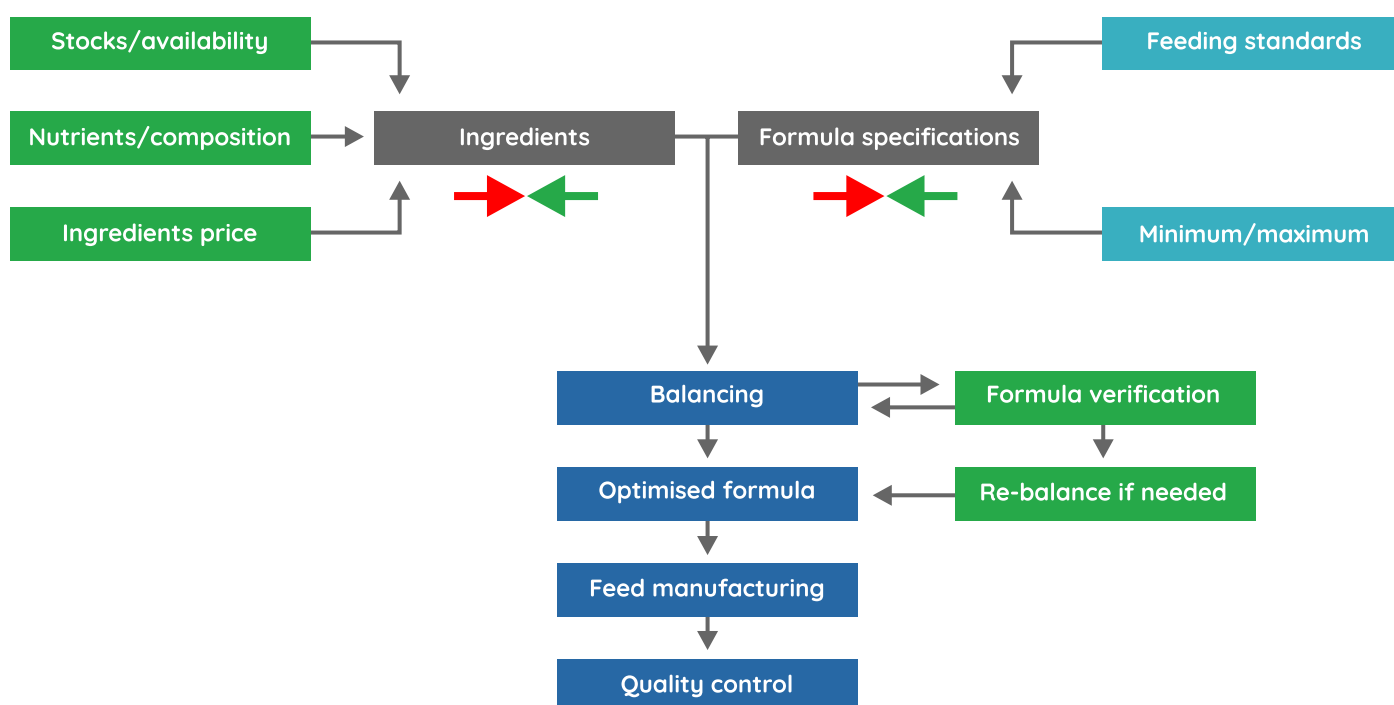 Stocks/availability
Feeding standards
Nutrients/composition
Ingredients
Formula specifications
Ingredients price
Minimum/maximum
Balancing
Formula verification
Optimised formula
Re-balance if needed
Feed manufacturing
Quality control